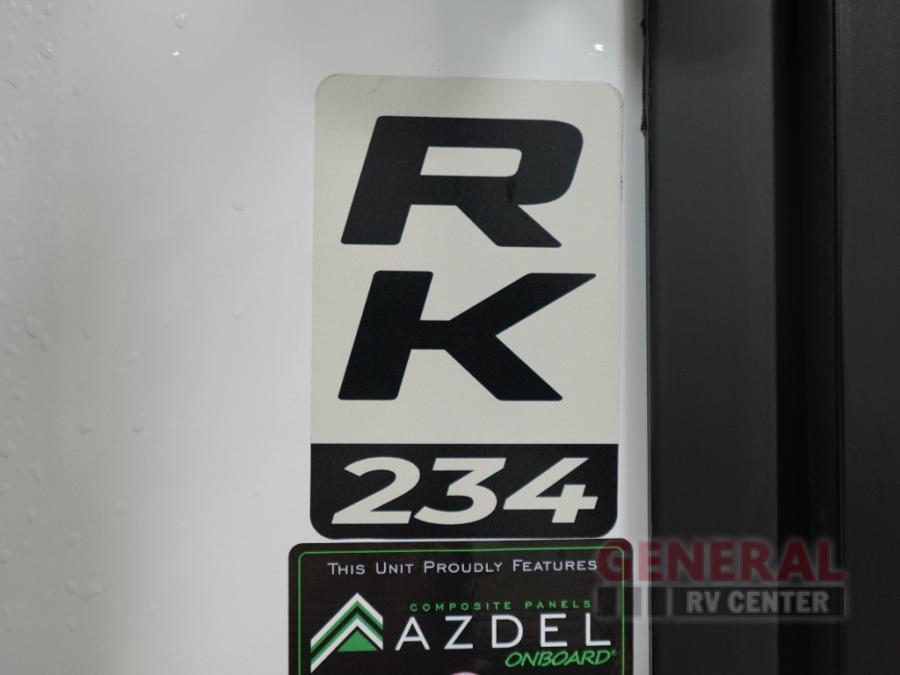 R
K
234
THIS UNIT PROUDLY FEATURES
COMPOSITE PANELS
AZDEL
ONBOARD®
GENERAL
RV CENTER